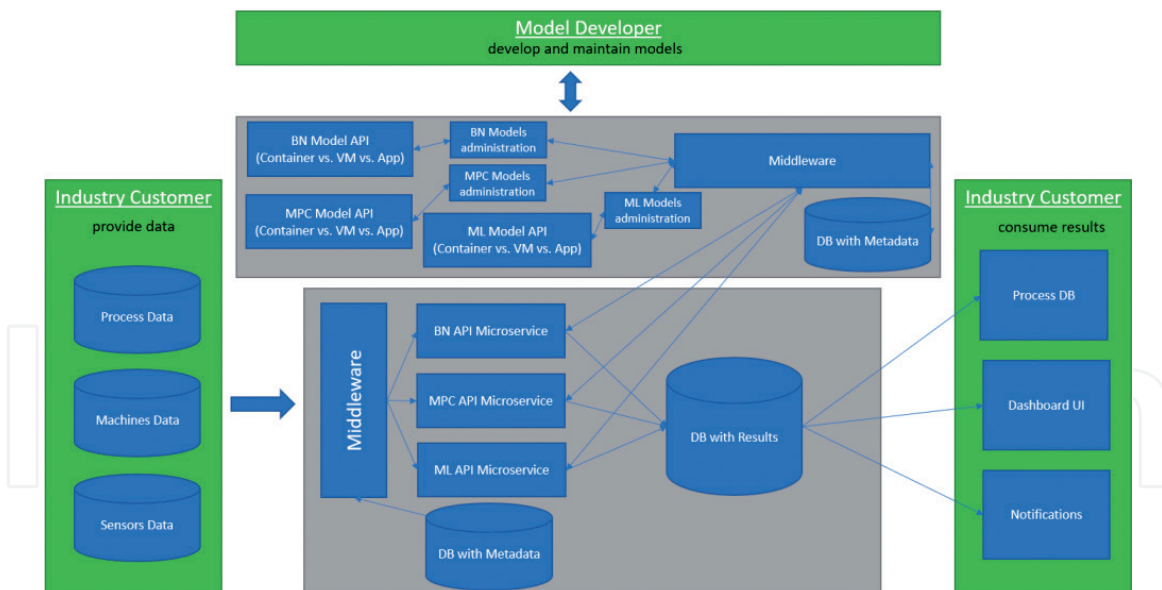 Model Developer
develop and maintain models
BN Model API
(Container vs. VM vs. App)
BN Models
administration
Middleware
MPC Models
administration
MPC Model API
(Container vs. VM vs. App)
ML Models
administration
ML Model API
(Container vs. VM vs. App)
DB with Metadata
Industry Customer
provide data
Process Data
Machines Data
Sensors Data
Middleware
BN API Microservice
MPC API Microservice
ML API Microservice
DB with Metadata
DB with Results
Industry Customer
consume results
Process DB
Dashboard UI
Notifications